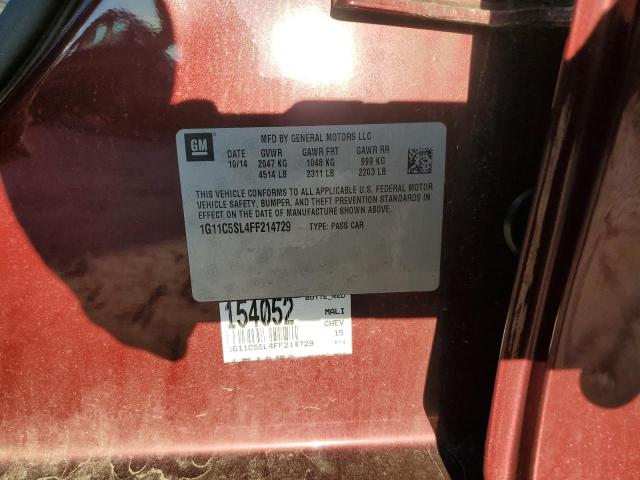 GM
MFD BY GENERAL MOTORS LLC
DATE GVWR GAWR FRT GAWR RR
10/14 2047 KG 1048 KG 999 KG
4514 LB 2311 LB 2203 LB
THIS VEHICLE CONFORMS TO ALL APPLICABLE U.S. FEDERAL MOTOR
VEHICLE SAFETY, BUMPER, AND THEFT PREVENTION STANDARDS IN
EFFECT ON THE DATE OF MANUFACTURE SHOWN ABOVE.
1G11C5SL4FF214729 TYPE: PASS CAR
BUTTE_RED
154052
MALI
CHEV
15
1G11C5SL4FF214729